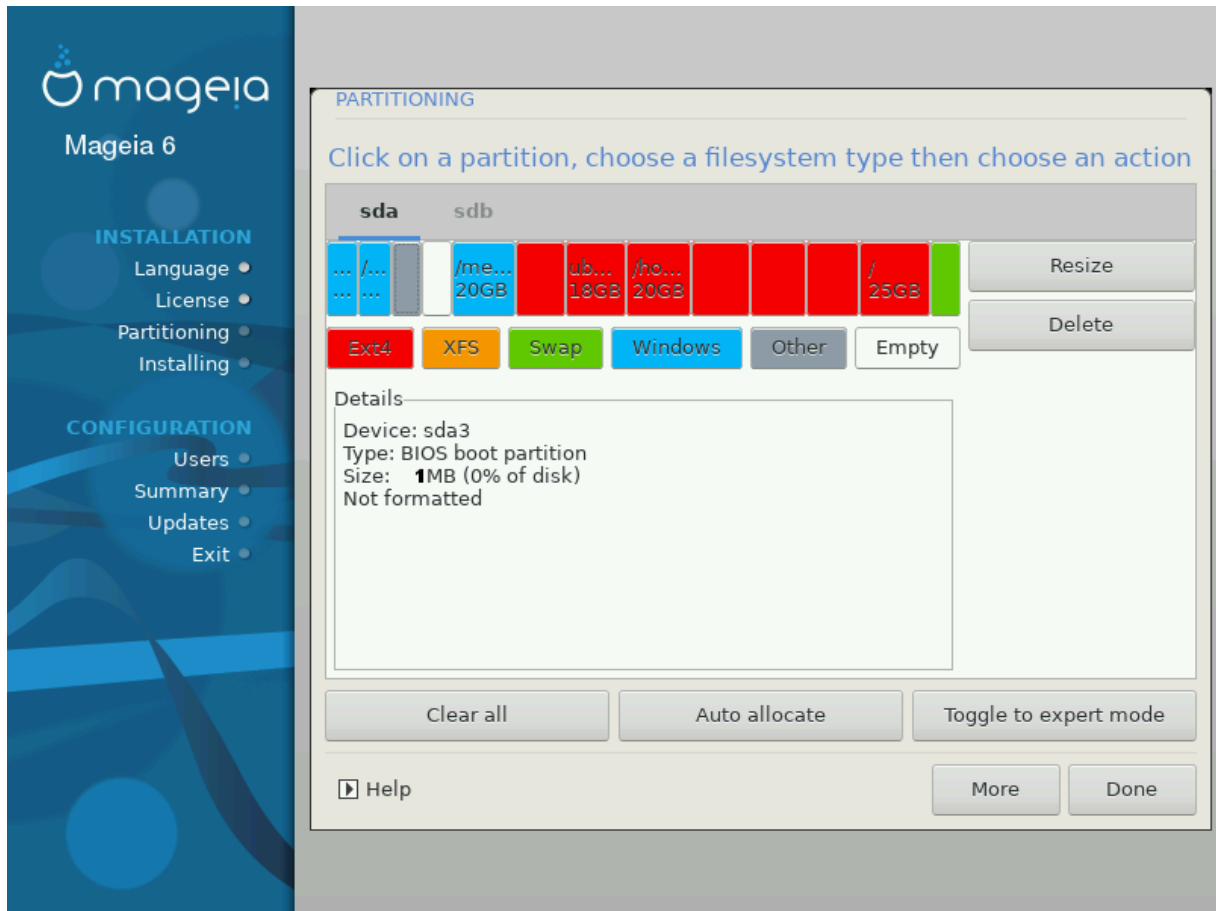 mageia
Mageia 6
INSTALLATION
Language
License
Partitioning
Installing
CONFIGURATION
Users
Summary
Updates
Exit
PARTITIONING
Click on a partition, choose a filesystem type then choose an action
sda sdb
... /... /me... ub... /ho... /
... ... 20GB 18GB 20GB 25GB
Resize
Delete
Ext4 XFS Swap Windows Other Empty
Details
Device: sda3
Type: BIOS boot partition
Size: 1MB (0% of disk)
Not formatted
Clear all Auto allocate Toggle to expert mode
Help More Done